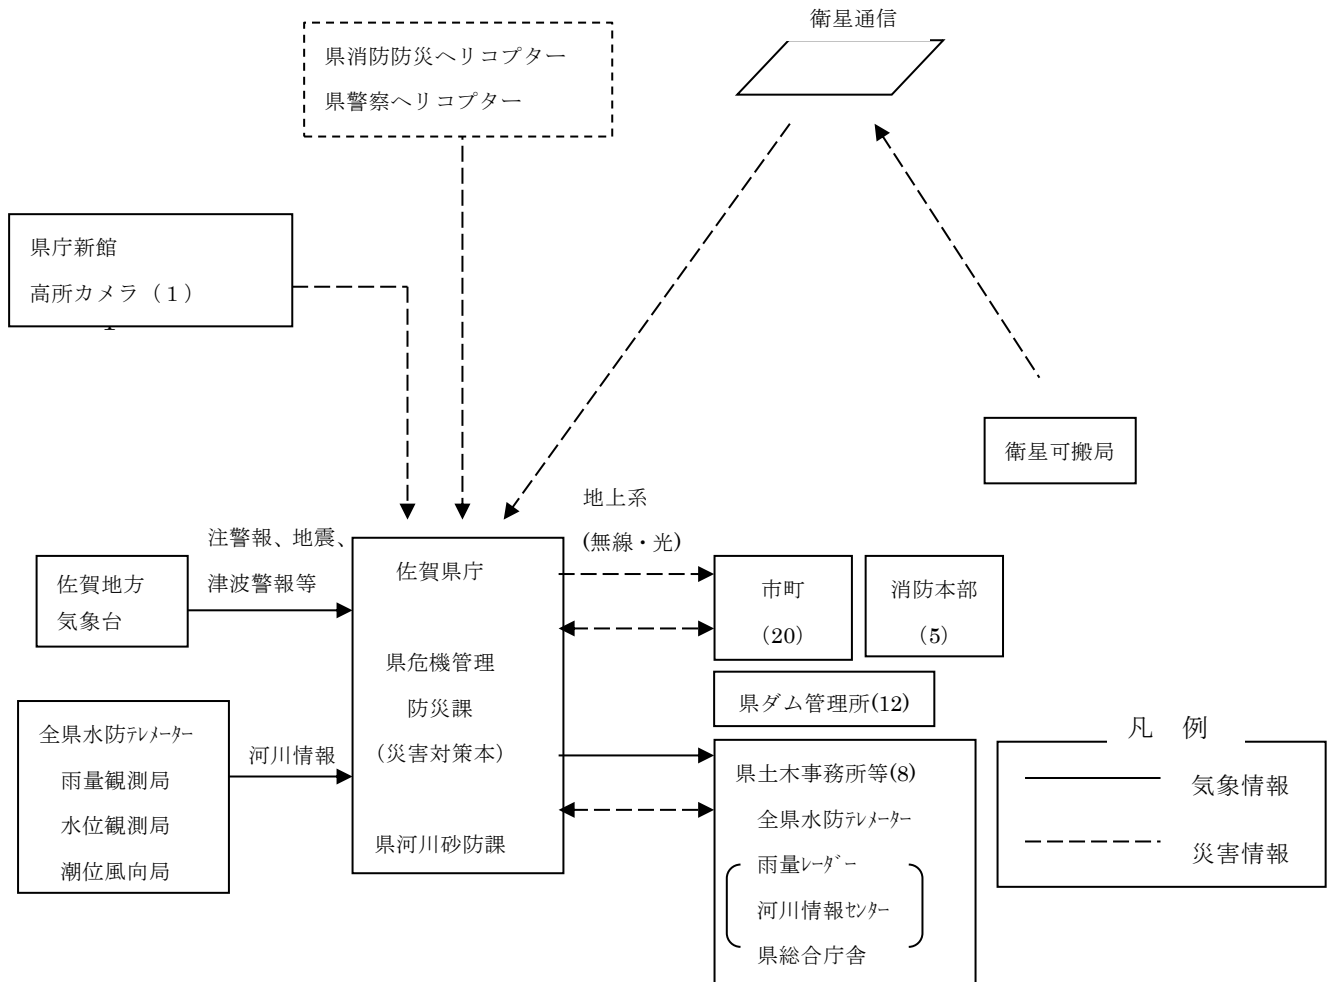 衛星通信
県消防防災ヘリコプター
県警察ヘリコプター
県庁新館
高所カメラ（１）
衛星可搬局
地上系
(無線・光)
注警報、地震、
津波警報等
佐賀地方
気象台
佐賀県庁
県危機管理
防災課
(災害対策本)
県河川砂防課
市町
(20)
消防本部
(5)
県ダム管理所(12)
全県水防ﾃﾚﾒｰﾀｰ
雨量観測局
水位観測局
潮位風向局
河川情報
県土木事務所等(8)
全県水防ﾃﾚﾒｰﾀｰ
雨量ﾚｰﾀﾞｰ
河川情報ｾﾝﾀｰ
県総合庁舎
凡　例
気象情報
災害情報